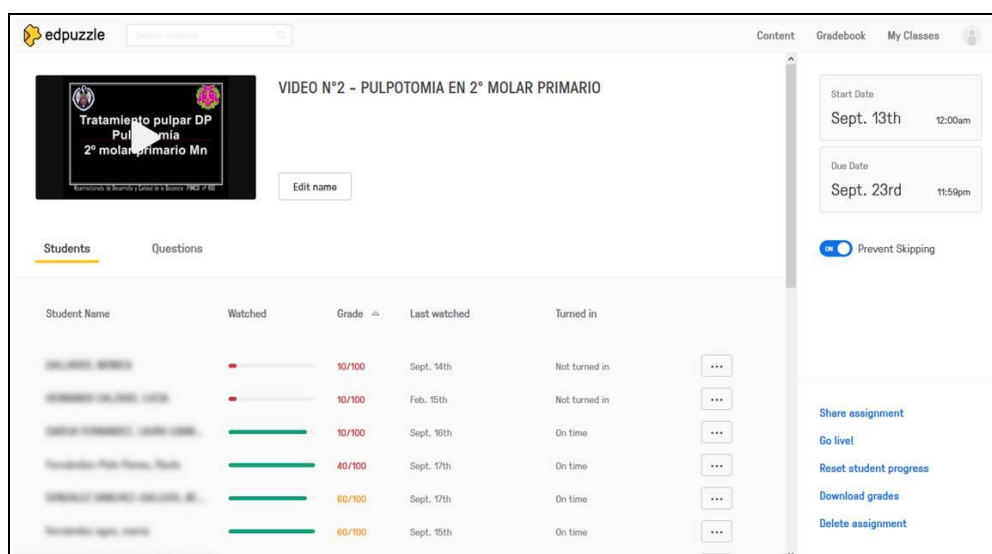 edpuzzle
Search content
Content
Gradebook
My Classes
Tratamiento pulpar DP
Pulpotomía
2º molar primario Mn
VIDEO N°2 - PULPOTOMIA EN 2° MOLAR PRIMARIO
Edit name
Start Date
Sept. 13th 12:00am
Due Date
Sept. 23rd 11:59pm
ON Prevent Skipping
Students Questions
Student Name Watched Grade Last watched Turned in
10/100 Sept. 14th Not turned in ...
10/100 Feb. 15th Not turned in ...
10/100 Sept. 16th On time ...
40/100 Sept. 17th On time ...
60/100 Sept. 17th On time ...
60/100 Sept. 15th On time ...
Share assignment
Go live!
Reset student progress
Download grades
Delete assignment